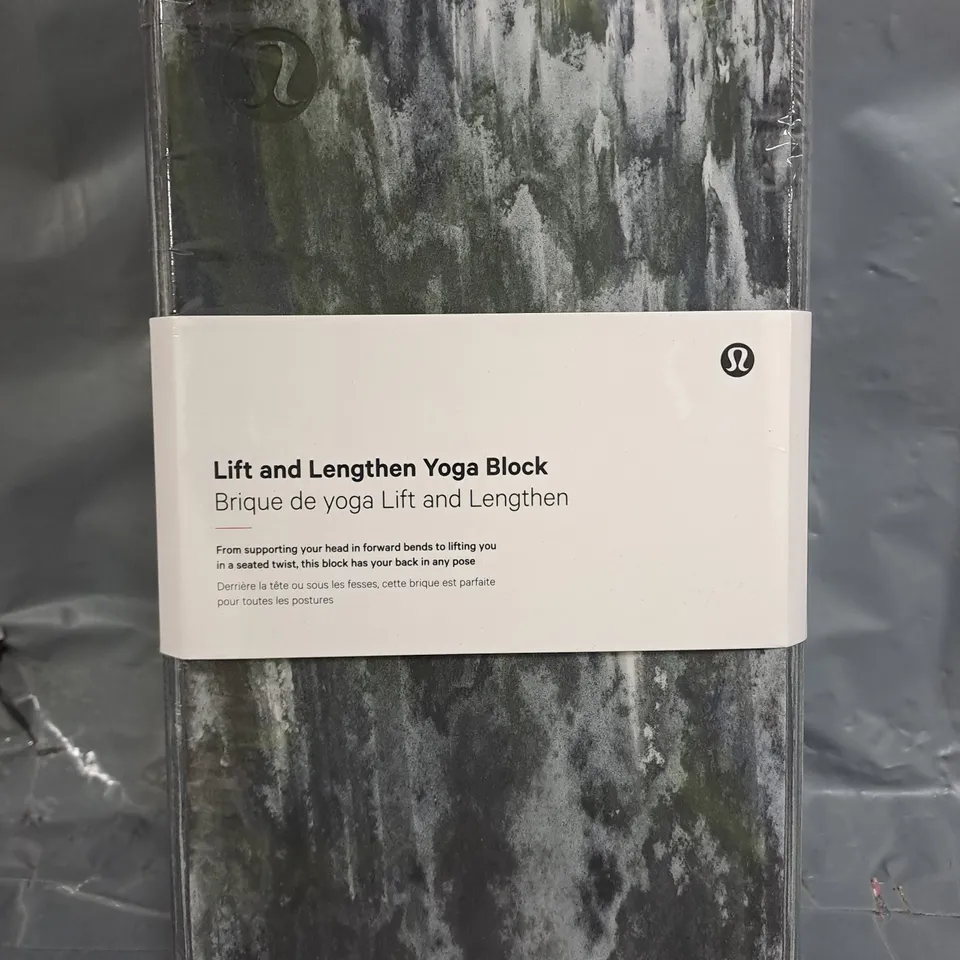 Lift and Lengthen Yoga Block
Brique de yoga Lift and Lengthen
From supporting your head in forward bends to lifting you
in a seated twist, this block has your back in any pose
Derrière la tête ou sous les fesses, cette brique est parfaite
pour toutes les postures